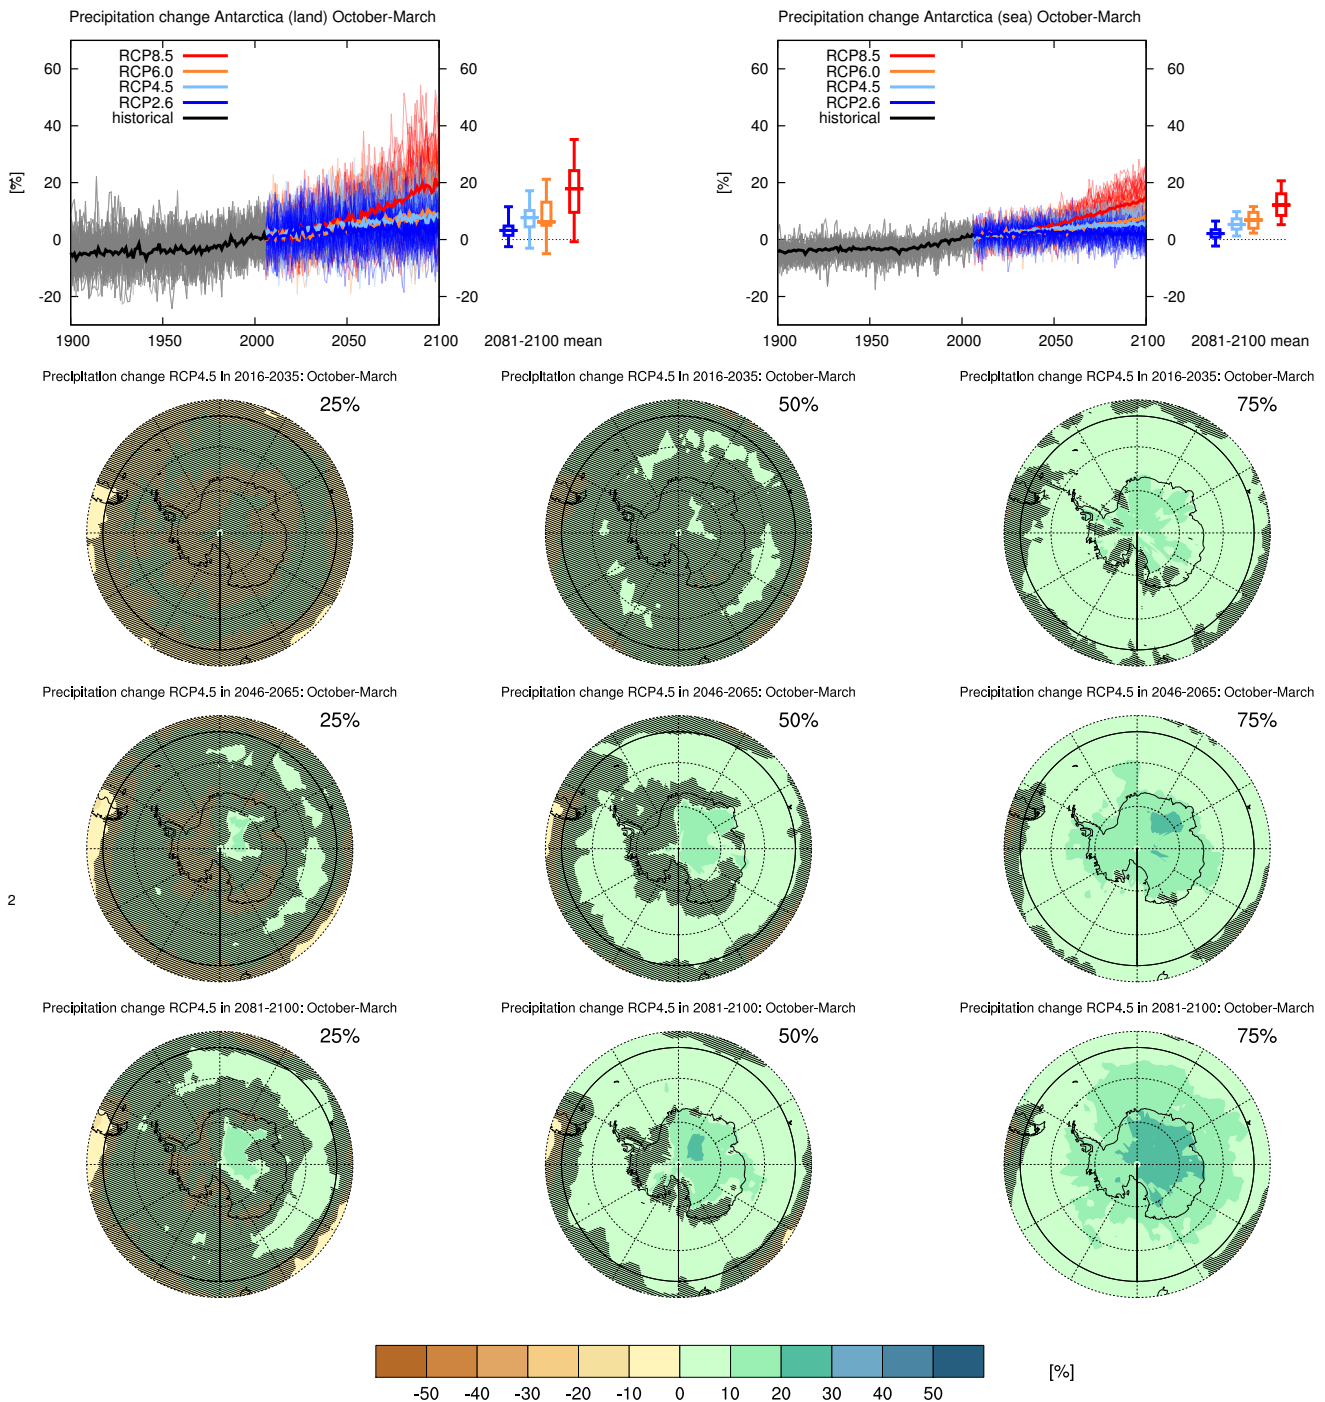 Precipitation change Antarctica (land) October-March
Precipitation change Antarctica (sea) October-March
[%]
60
40
20
0
-20
RCP8.5
RCP6.0
RCP4.5
RCP2.6
historical
60
40
20
0
-20
1900 1950 2000 2050 2100 2081-2100 mean
[%]
60
40
20
0
-20
RCP8.5
RCP6.0
RCP4.5
RCP2.6
historical
60
40
20
0
-20
1900 1950 2000 2050 2100 2081-2100 mean
Precipitation change RCP4.5 in 2016-2035: October-March
25%
Precipitation change RCP4.5 in 2016-2035: October-March
50%
Precipitation change RCP4.5 in 2016-2035: October-March
75%
Precipitation change RCP4.5 in 2046-2065: October-March
25%
Precipitation change RCP4.5 in 2046-2065: October-March
50%
Precipitation change RCP4.5 in 2046-2065: October-March
75%
2
Precipitation change RCP4.5 in 2081-2100: October-March
25%
Precipitation change RCP4.5 in 2081-2100: October-March
50%
Precipitation change RCP4.5 in 2081-2100: October-March
75%
-50 -40 -30 -20 -10 0 10 20 30 40 50
[%]